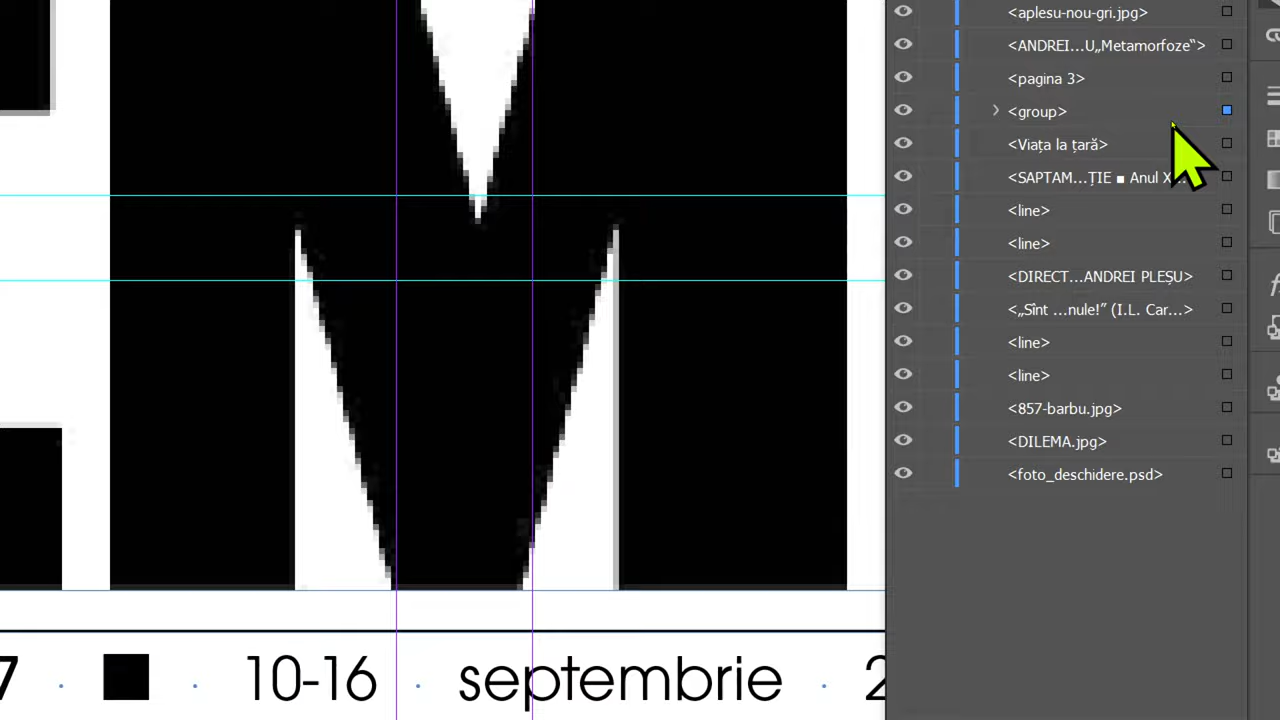 M
7 · ■ · 10-16 · septembrie · 2
<aplesu-nou-gri.jpg>
<ANDREI...U„Metamorfoze“>
<pagina 3>
<group>
<Viața la țară>
<SAPTAM...ȚIE ■ Anul X...
<line>
<line>
<DIRECT...ANDREI PLEȘU>
<„Sînt ...nule!” (I.L. Car...>
<line>
<line>
<857-barbu.jpg>
<DILEMA.jpg>
<foto_deschidere.psd>